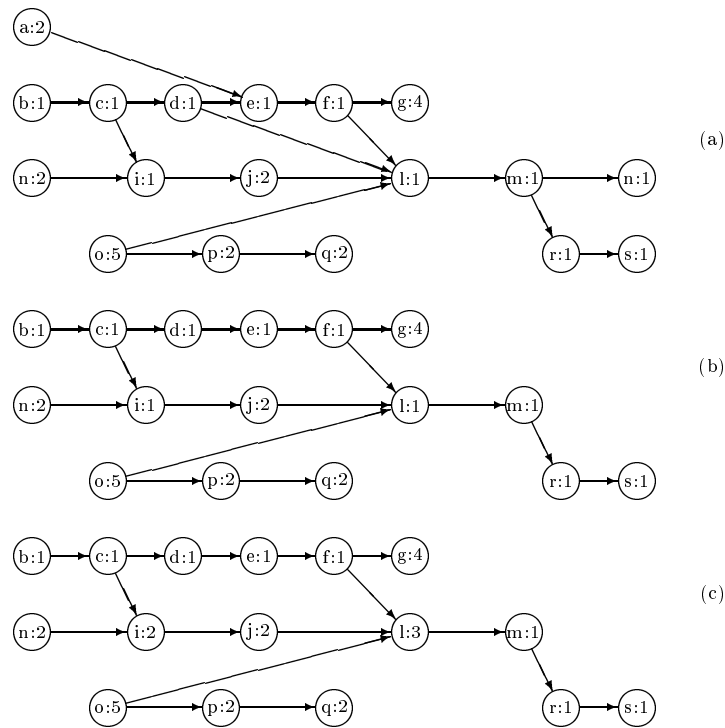 a:2
b:1 c:1 d:1 e:1 f:1 g:4
(a)
n:2 i:1 j:2 l:1 m:1 n:1
o:5 p:2 q:2 r:1 s:1
b:1 c:1 d:1 e:1 f:1 g:4
(b)
n:2 i:1 j:2 l:1 m:1
o:5 p:2 q:2 r:1 s:1
b:1 c:1 d:1 e:1 f:1 g:4
(c)
n:2 i:2 j:2 l:3 m:1
o:5 p:2 q:2 r:1 s:1